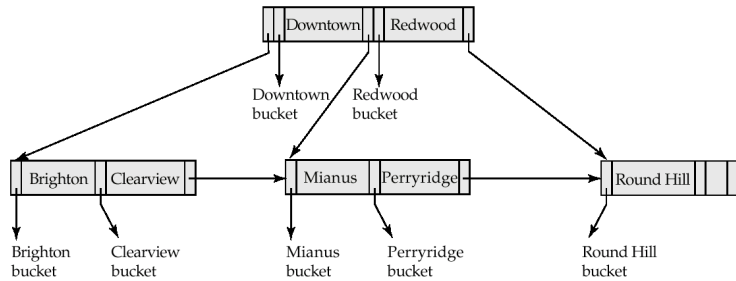 Downtown Redwood
Downtown
bucket
Redwood
bucket
Brighton Clearview Mianus Perryridge Round Hill
Brighton
bucket
Clearview
bucket
Mianus
bucket
Perryridge
bucket
Round Hill
bucket